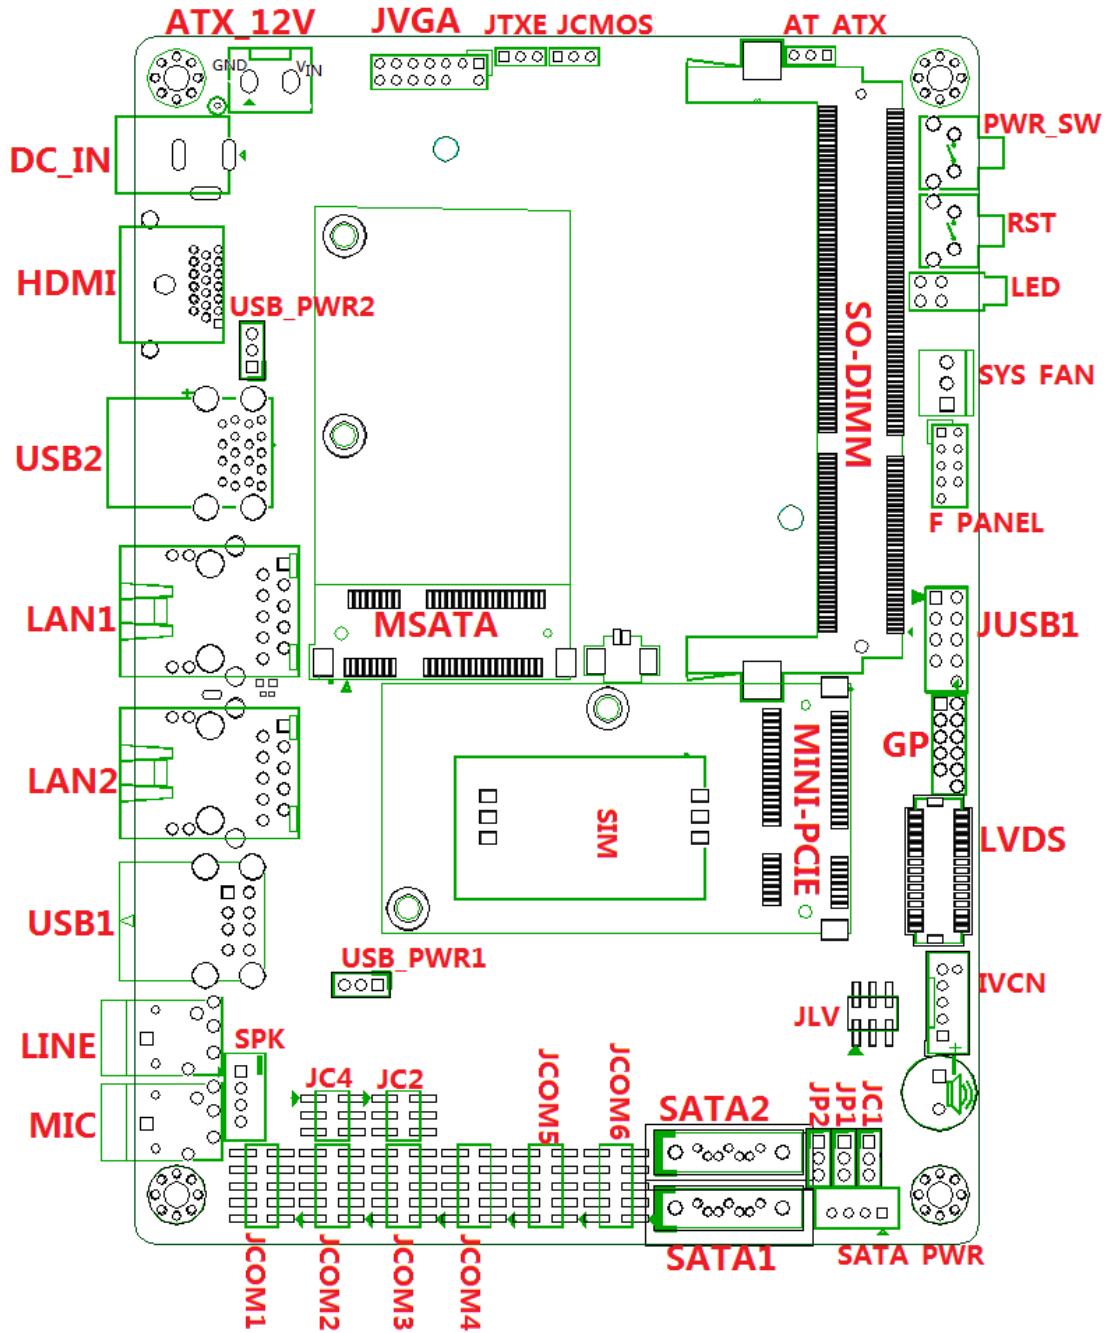 ATX_12V
JVGA
JTXE JCMOS
AT ATX
GND
VIN
PWR_SW
DC_IN
RST
HDMI
USB_PWR2
LED
SO-DIMM
SYS FAN
USB2
F PANEL
LAN1
MSATA
JUSB1
GP
LAN2
MINI-PCIE
SIM
LVDS
USB1
USB_PWR1
IVCN
JLV
LINE
SPK
JC4
JC2
JCOM5
JCOM6
SATA2
JP2
JP1
JC1
MIC
JCOM1
JCOM2
JCOM3
JCOM4
SATA1
SATA PWR